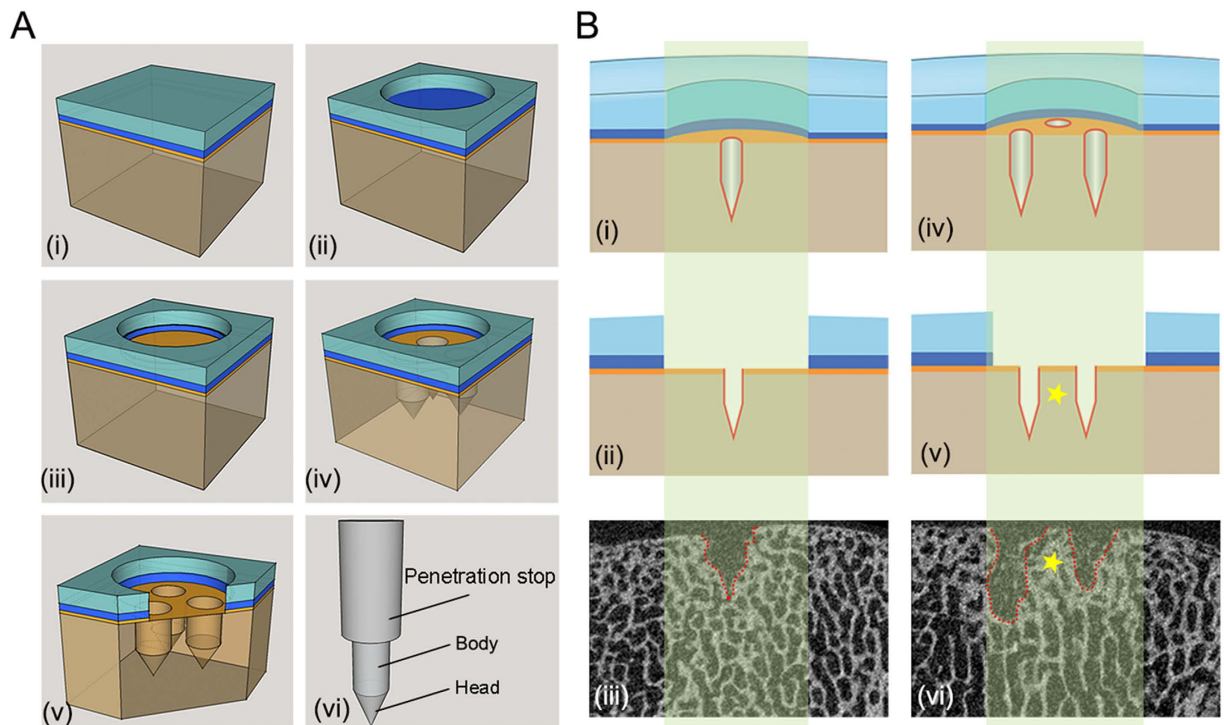 A
B
(i)
(ii)
(iii)
(iv)
(v)
(vi)
Penetration stop
Body
Head
(i)
(iv)
(ii)
(v)
(iii)
(vi)